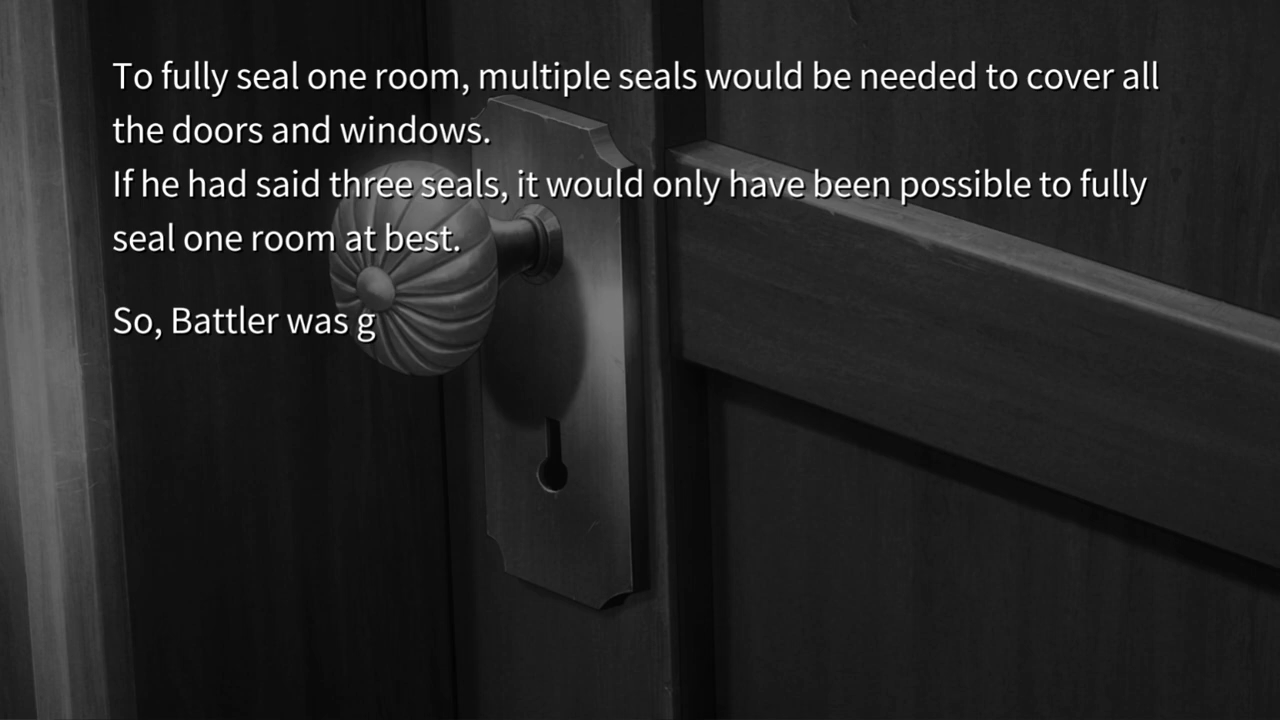 To fully seal one room, multiple seals would be needed to cover all
the doors and windows.
If he had said three seals, it would only have been possible to fully
seal one room at best.
So, Battler was g